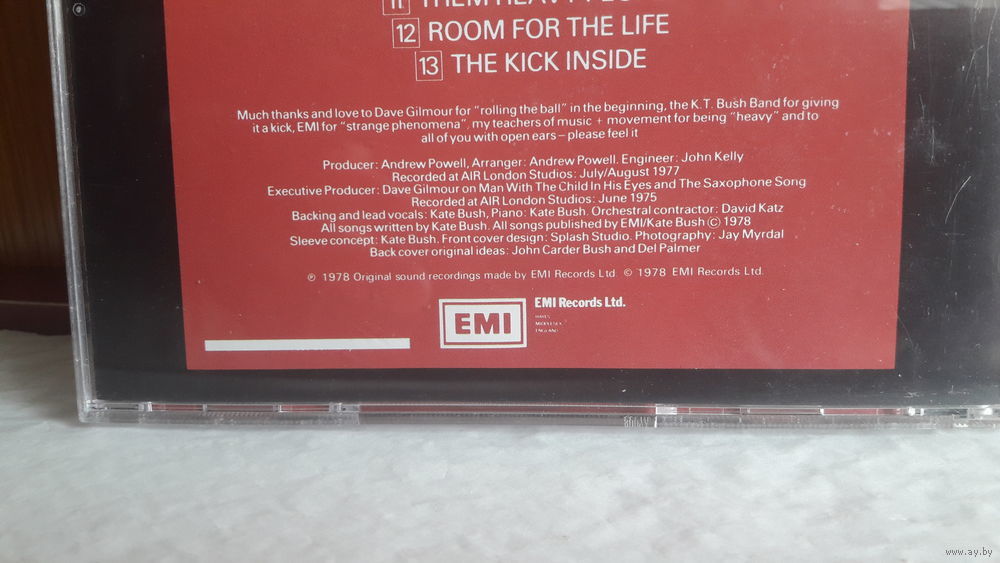 11 THEM HEAVY PEOPLE
12 ROOM FOR THE LIFE
13 THE KICK INSIDE
Much thanks and love to Dave Gilmour for "rolling the ball" in the beginning, the K.T. Bush Band for giving
it a kick, EMI for "strange phenomena", my teachers of music + movement for being "heavy" and to
all of you with open ears – please feel it
Producer: Andrew Powell, Arranger: Andrew Powell. Engineer: John Kelly
Recorded at AIR London Studios: July/August 1977
Executive Producer: Dave Gilmour on Man With The Child In His Eyes and The Saxophone Song
Recorded at AIR London Studios: June 1975
Backing and lead vocals: Kate Bush, Piano: Kate Bush. Orchestral contractor: David Katz
All songs written by Kate Bush. All songs published by EMI/Kate Bush © 1978
Sleeve concept: Kate Bush. Front cover design: Splash Studio. Photography: Jay Myrdal
Back cover original ideas: John Carder Bush and Del Palmer
℗ 1978 Original sound recordings made by EMI Records Ltd. © 1978 EMI Records Ltd.
EMI
EMI Records Ltd.
HAYES
MIDDLESEX
ENGLAND
www.ay.by